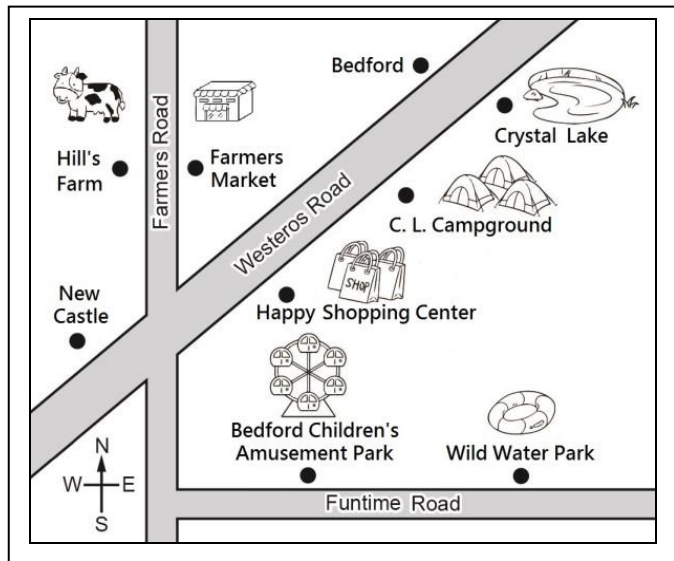 Bedford
Crystal Lake
Hill's
Farm
Farmers Road
Farmers
Market
C. L. Campground
Westeros Road
SHOP
New
Castle
Happy Shopping Center
Bedford Children's
Amusement Park
Wild Water Park
N
W E
S
Funtime Road